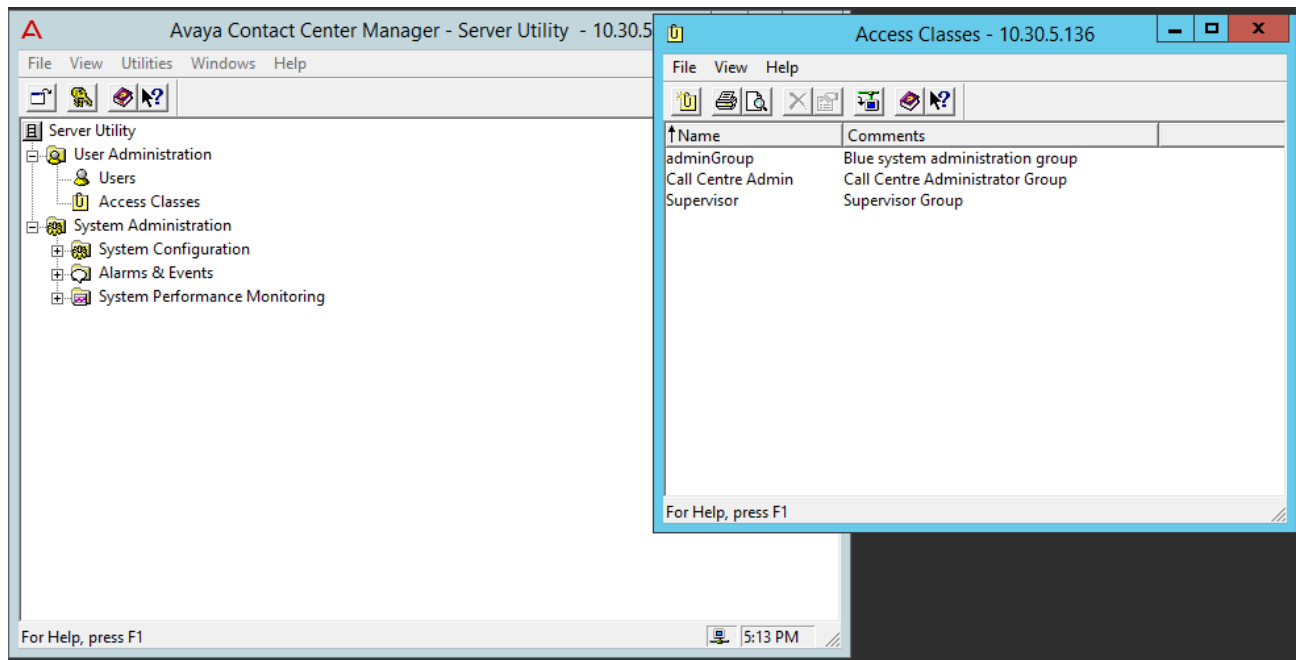 Avaya Contact Center Manager - Server Utility - 10.30.5
File View Utilities Windows Help
Server Utility
User Administration
Users
Access Classes
System Administration
System Configuration
Alarms & Events
System Performance Monitoring
For Help, press F1
5:13 PM
Access Classes - 10.30.5.136
File View Help
Name Comments
adminGroup Blue system administration group
Call Centre Admin Call Centre Administrator Group
Supervisor Supervisor Group
For Help, press F1